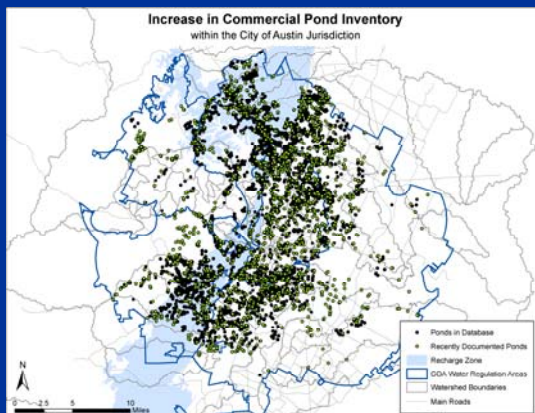 Increase in Commercial Pond Inventory
within the City of Austin Jurisdiction
Ponds in Database
Recently Documented Ponds
Recharge Zone
COA Water Regulation Areas
Watershed Boundaries
Main Roads
N
0 2.5 5 10
Miles